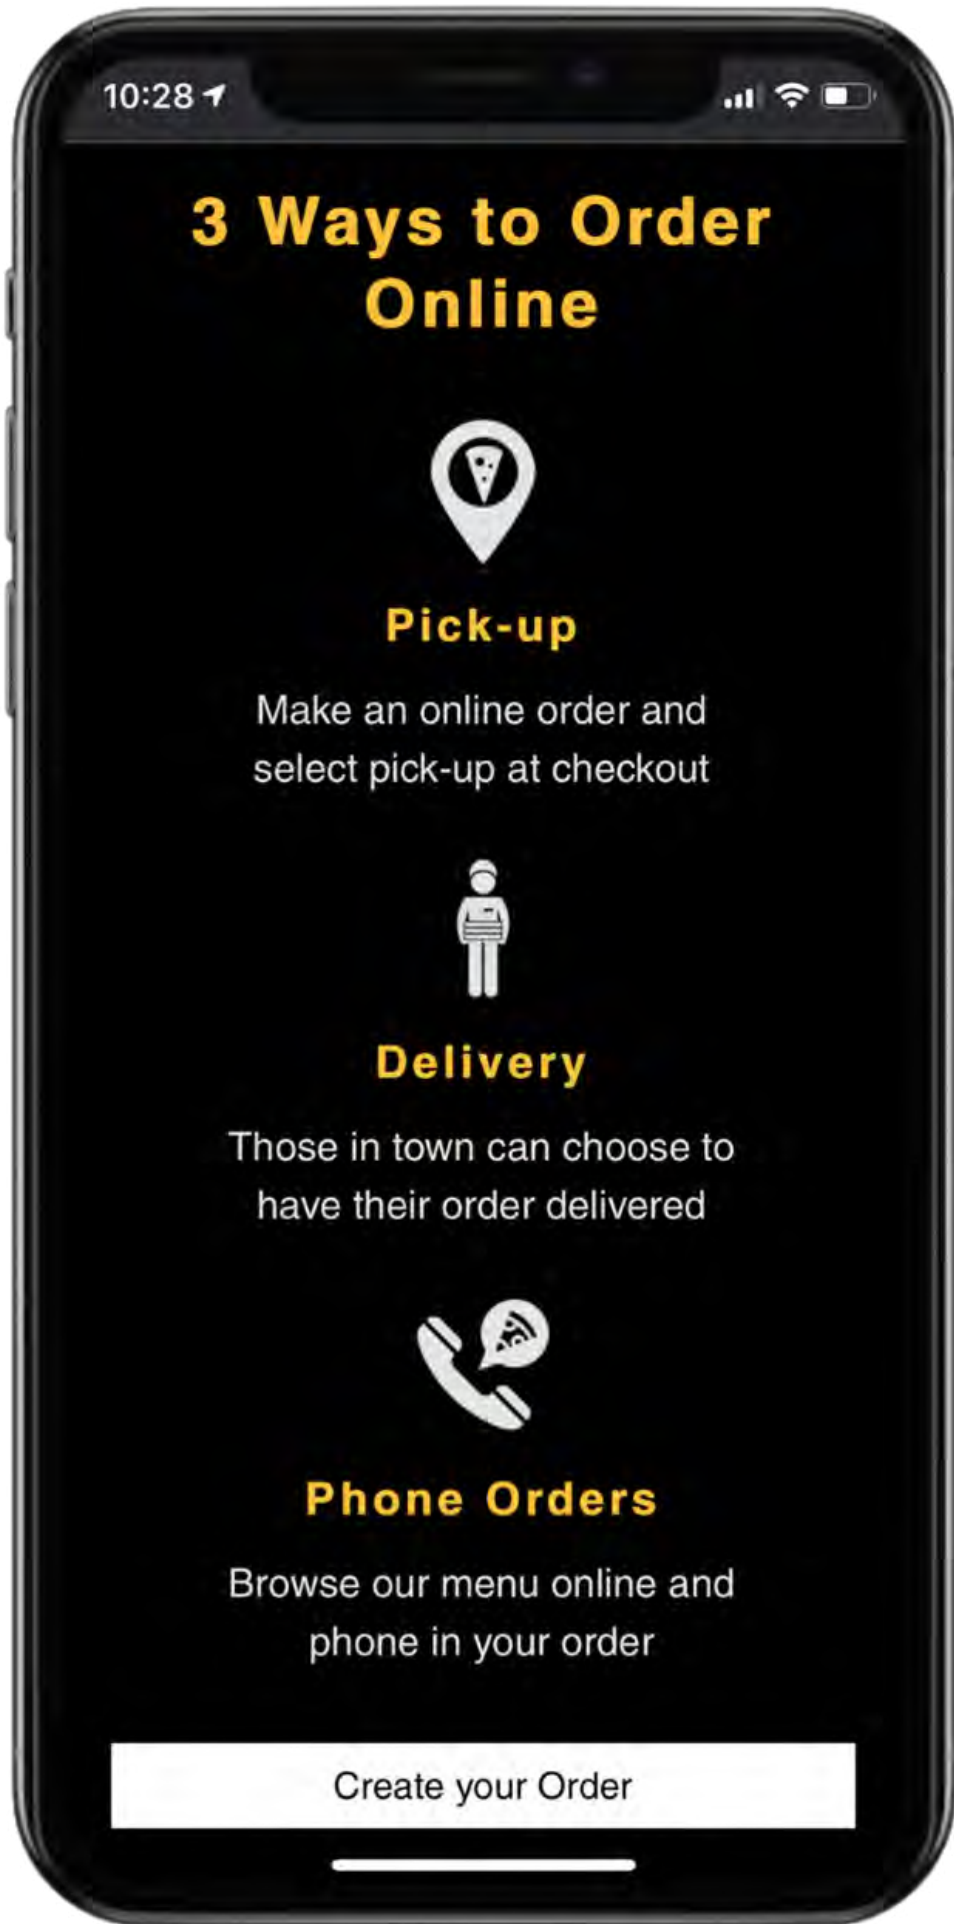 10:28
3 Ways to Order
Online
Pick-up
Make an online order and
select pick-up at checkout
Delivery
Those in town can choose to
have their order delivered
Phone Orders
Browse our menu online and
phone in your order
Create your Order